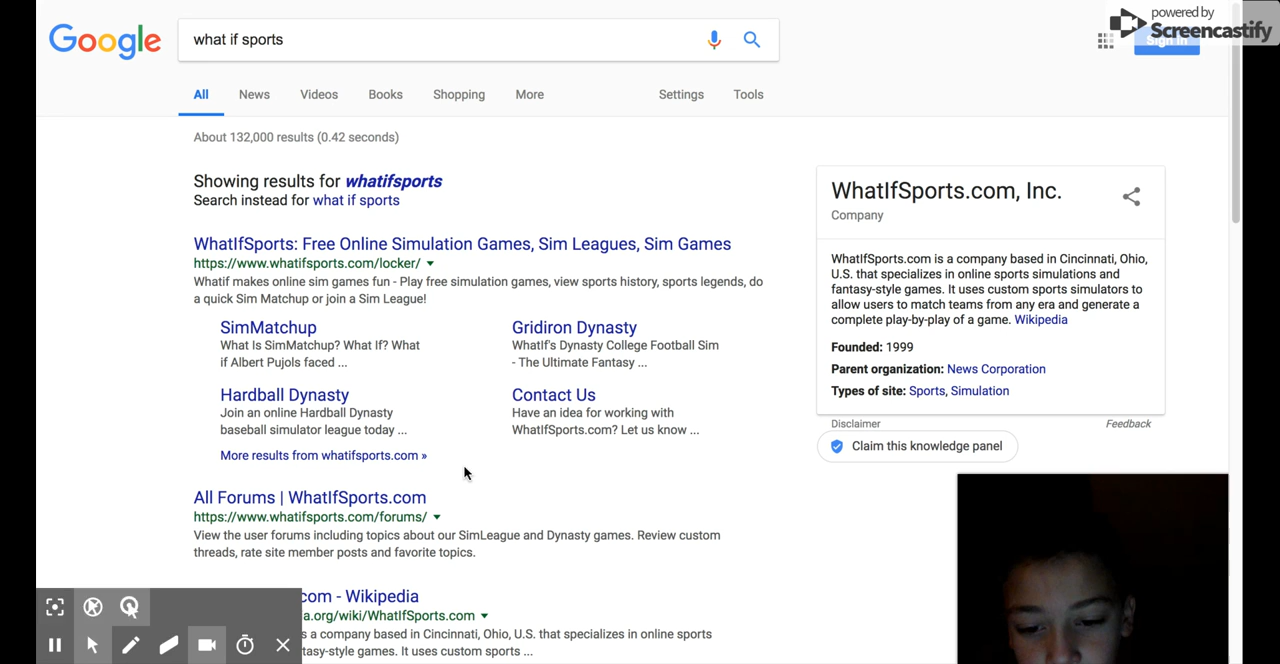 powered by
Screencastify
Google
what if sports
Sign in
All News Videos Books Shopping More Settings Tools
About 132,000 results (0.42 seconds)
Showing results for whatifsports
Search instead for what if sports
WhatIfSports: Free Online Simulation Games, Sim Leagues, Sim Games
https://www.whatifsports.com/locker/
Whatif makes online sim games fun - Play free simulation games, view sports history, sports legends, do
a quick Sim Matchup or join a Sim League!
SimMatchup
What Is SimMatchup? What If? What
if Albert Pujols faced ...
Gridiron Dynasty
WhatIf's Dynasty College Football Sim
- The Ultimate Fantasy ...
Hardball Dynasty
Join an online Hardball Dynasty
baseball simulator league today ...
Contact Us
Have an idea for working with
WhatIfSports.com? Let us know ...
More results from whatifsports.com »
All Forums | WhatIfSports.com
https://www.whatifsports.com/forums/
View the user forums including topics about our SimLeague and Dynasty games. Review custom
threads, rate site member posts and favorite topics.
com - Wikipedia
a.org/wiki/WhatIfSports.com
s a company based in Cincinnati, Ohio, U.S. that specializes in online sports
tasy-style games. It uses custom sports ...
WhatIfSports.com, Inc.
Company
WhatIfSports.com is a company based in Cincinnati, Ohio,
U.S. that specializes in online sports simulations and
fantasy-style games. It uses custom sports simulators to
allow users to match teams from any era and generate a
complete play-by-play of a game. Wikipedia
Founded: 1999
Parent organization: News Corporation
Types of site: Sports, Simulation
Disclaimer
Feedback
Claim this knowledge panel